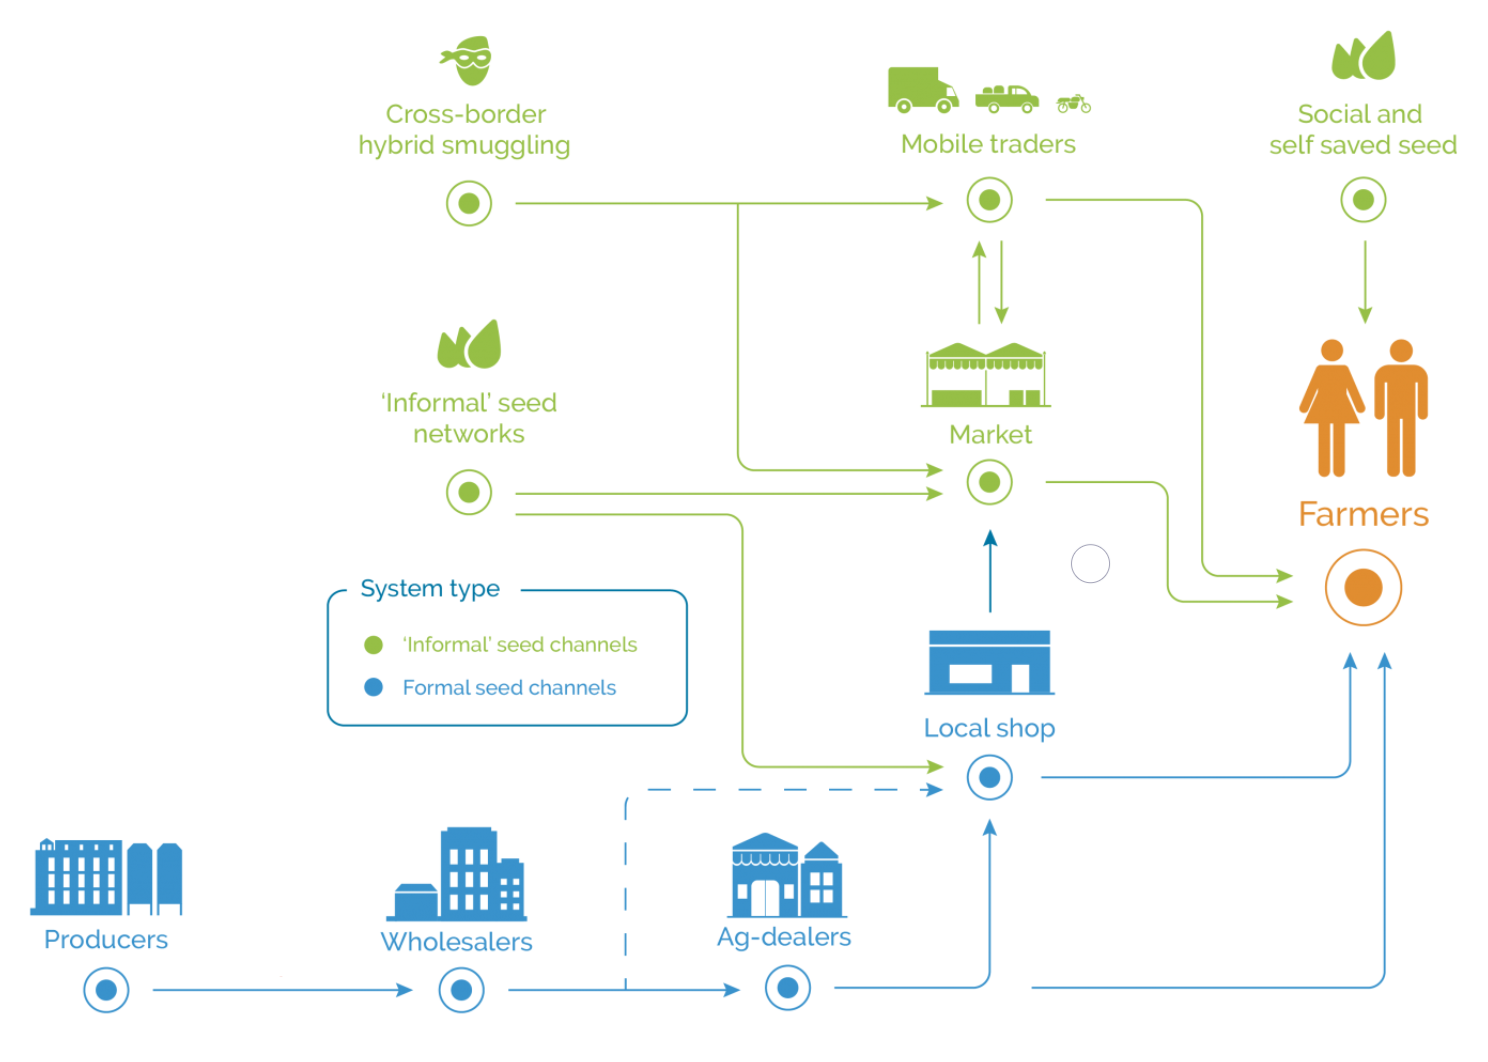 Cross-border
hybrid smuggling
Mobile traders
Social and
self saved seed
‘Informal’ seed
networks
Market
Farmers
System type
‘Informal’ seed channels
Formal seed channels
Local shop
Producers
Wholesalers
Ag-dealers